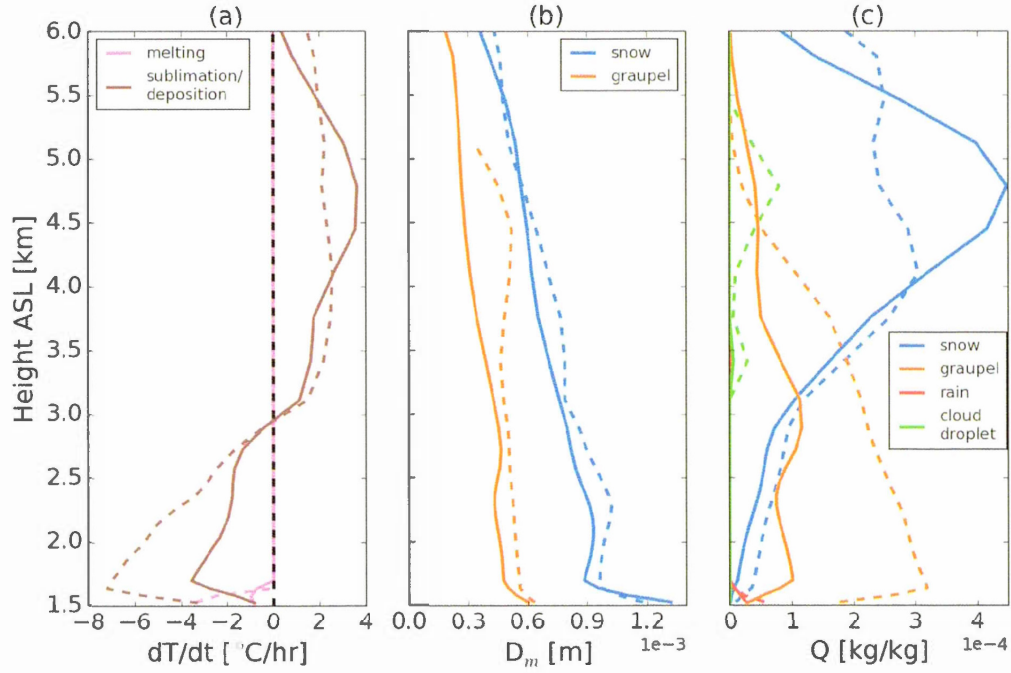 (a)
(b)
(c)
6.0
5.5
5.0
4.5
4.0
3.5
3.0
2.5
2.0
1.5
Height ASL [km]
melting
sublimation/
deposition
snow
graupel
snow
graupel
rain
cloud
droplet
−8 −6 −4 −2 0 2 4
0.0 0.3 0.6 0.9 1.2
1e−3
0 1 2 3 4
1e−4
dT/dt [ °C/hr]
Dm [m]
Q [kg/kg]